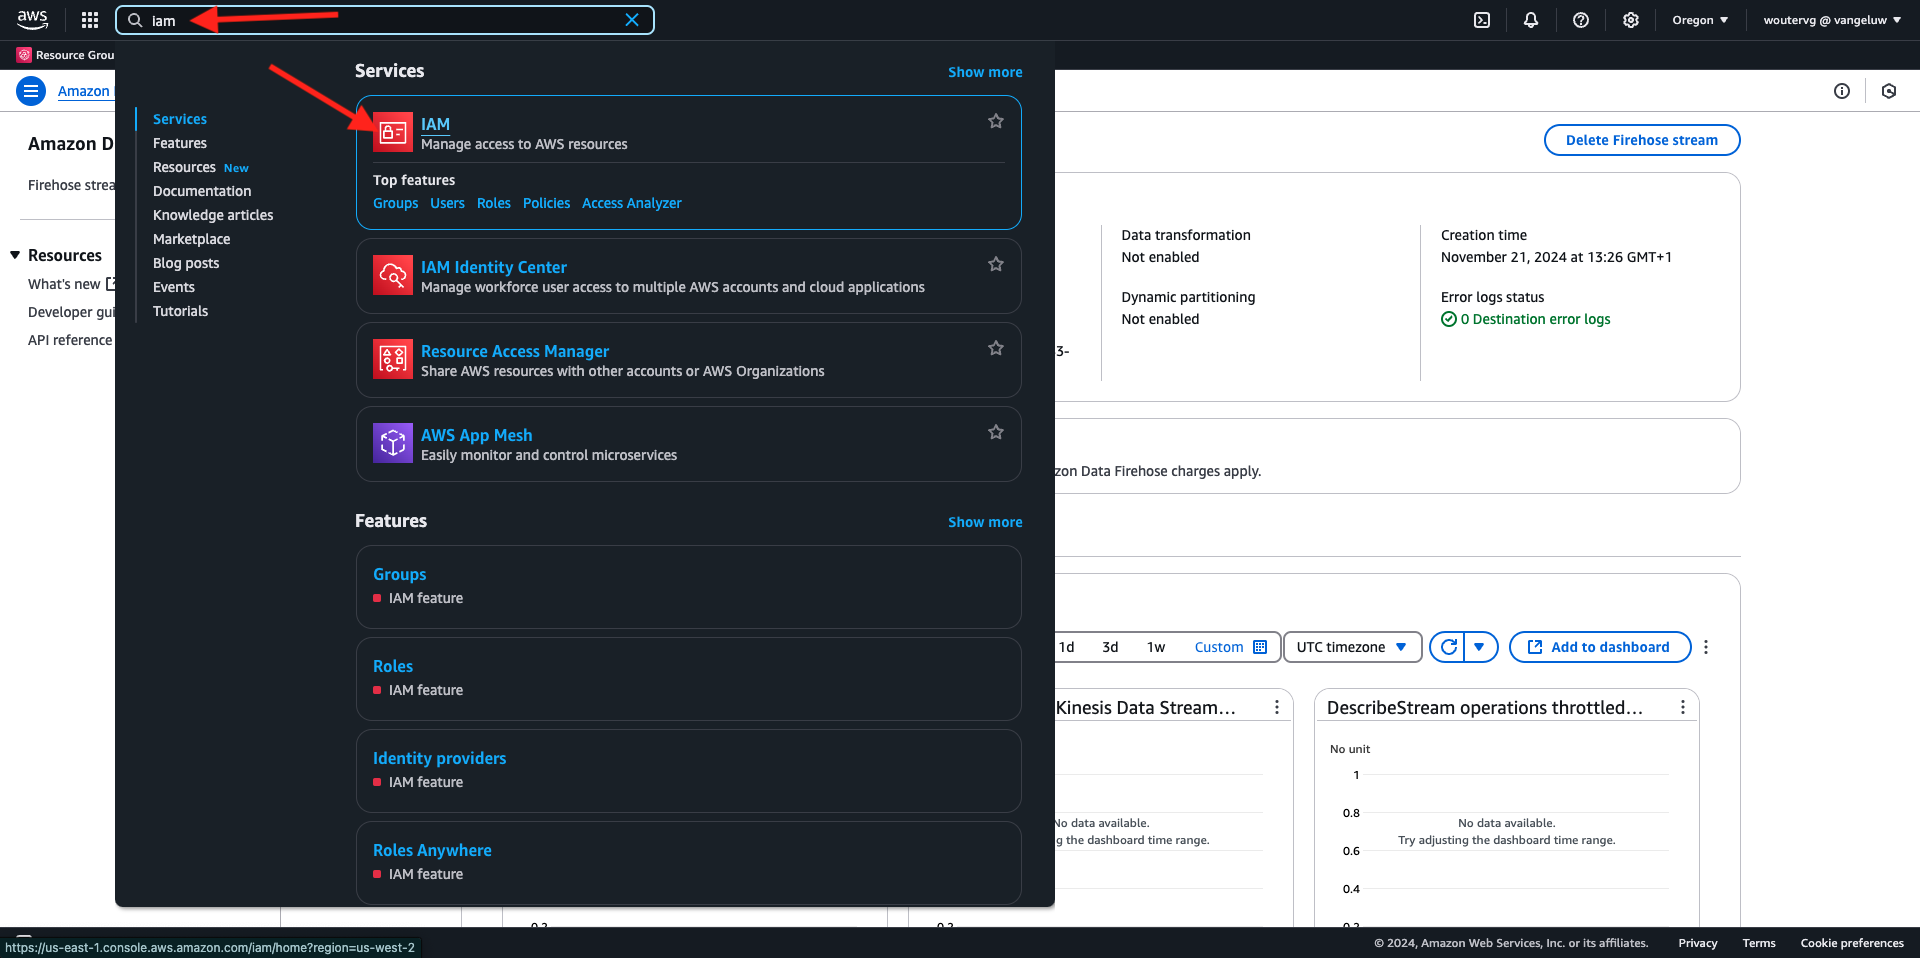 aws
iam
Oregon
woutervg @ vangeluw
Resource Grou
Amazon
Services
Features
Resources New
Documentation
Knowledge articles
Marketplace
Blog posts
Events
Tutorials
Services
Show more
IAM
Manage access to AWS resources
Top features
Groups Users Roles Policies Access Analyzer
IAM Identity Center
Manage workforce user access to multiple AWS accounts and cloud applications
Resource Access Manager
Share AWS resources with other accounts or AWS Organizations
AWS App Mesh
Easily monitor and control microservices
Features
Show more
Groups
IAM feature
Roles
IAM feature
Identity providers
IAM feature
Roles Anywhere
IAM feature
Amazon D
Firehose strea
Resources
What's new
Developer gui
API reference
Delete Firehose stream
Data transformation
Not enabled
Dynamic partitioning
Not enabled
Creation time
November 21, 2024 at 13:26 GMT+1
Error logs status
0 Destination error logs
3-
zon Data Firehose charges apply.
1d 3d 1w Custom
UTC timezone
Add to dashboard
Kinesis Data Stream...
No data available.
g the dashboard time range.
DescribeStream operations throttled...
No unit
1
0.8
No data available.
Try adjusting the dashboard time range.
0.6
0.4
0.2
0.2
0.2
https://us-east-1.console.aws.amazon.com/iam/home?region=us-west-2
© 2024, Amazon Web Services, Inc. or its affiliates.
Privacy
Terms
Cookie preferences